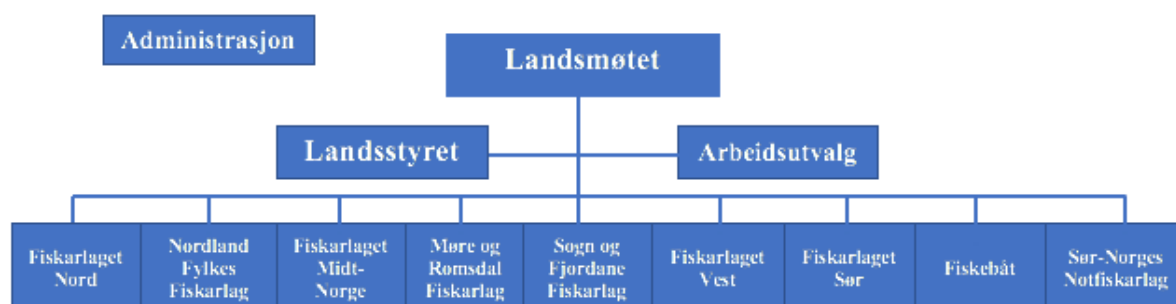 Administrasjon
Landsmøtet
Landsstyret
Arbeidsutvalg
Fiskarlaget
Nord
Nordland
Fylkes
Fiskarlag
Fiskarlaget
Midt-
Norge
Møre og
Romsdal
Fiskarlag
Sogn og
Fjordane
Fiskarlag
Fiskarlaget
Vest
Fiskarlaget
Sør
Fiskebåt
Sør-Norges
Notfiskarlag